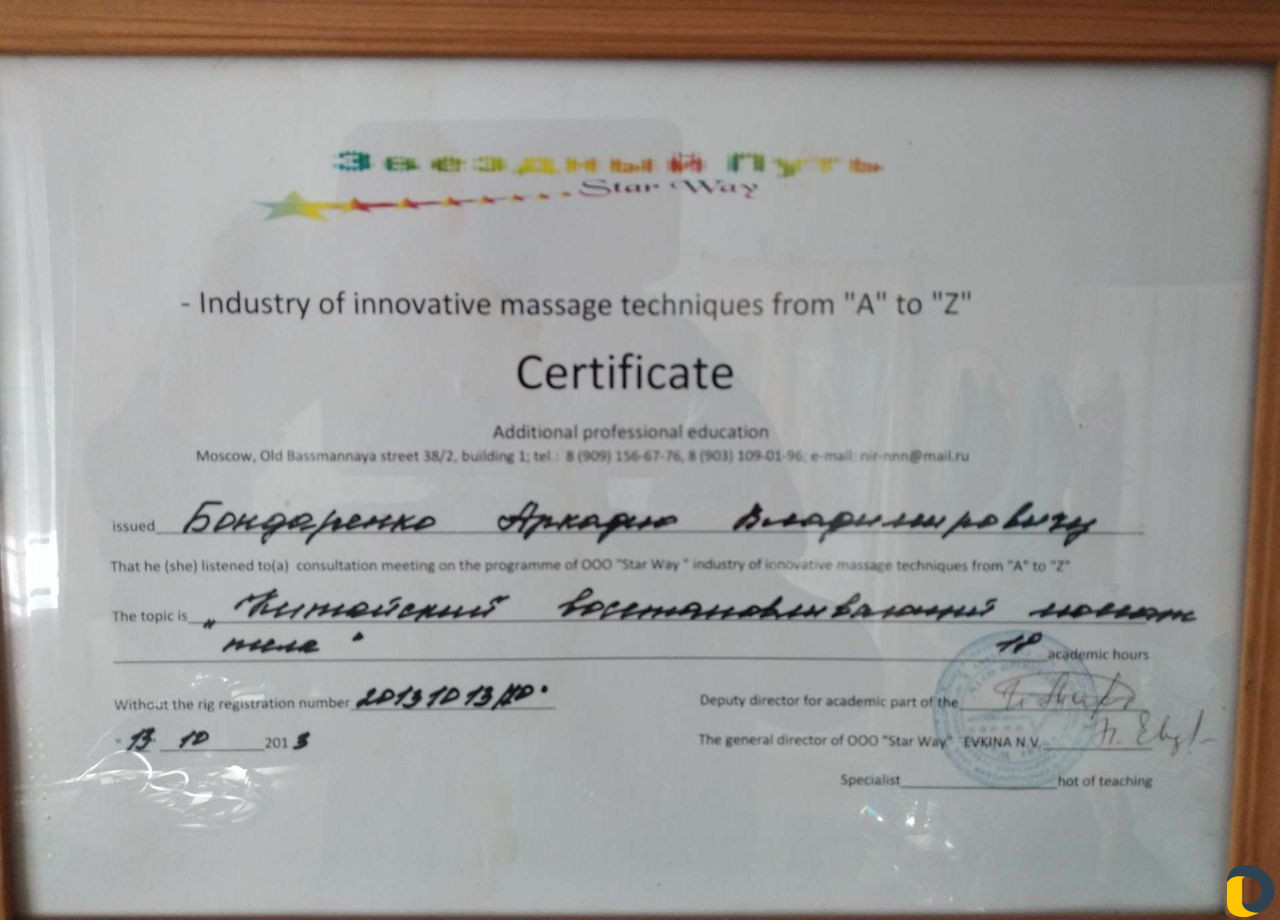 Звездный путь
Star Way
- Industry of innovative massage techniques from "A" to "Z"
Certificate
Additional professional education
Moscow, Old Bassmannaya street 38/2, building 1; tel.: 8 (909) 156-67-76, 8 (903) 109-01-96; e-mail: nir-nnn@mail.ru
issued Бондаренко Аркадию Владимировичу
That he (she) listened to(a) consultation meeting on the programme of OOO "Star Way " industry of innovative massage techniques from "A" to "Z"
The topic is „Китайский восстанавливающий массаж
тела"
18 academic hours
Without the rig registration number 20131013/10
Deputy director for academic part of the
" 13 " 10 2013
The general director of OOO "Star Way" EVKINA N.V.
Specialist hot of teaching